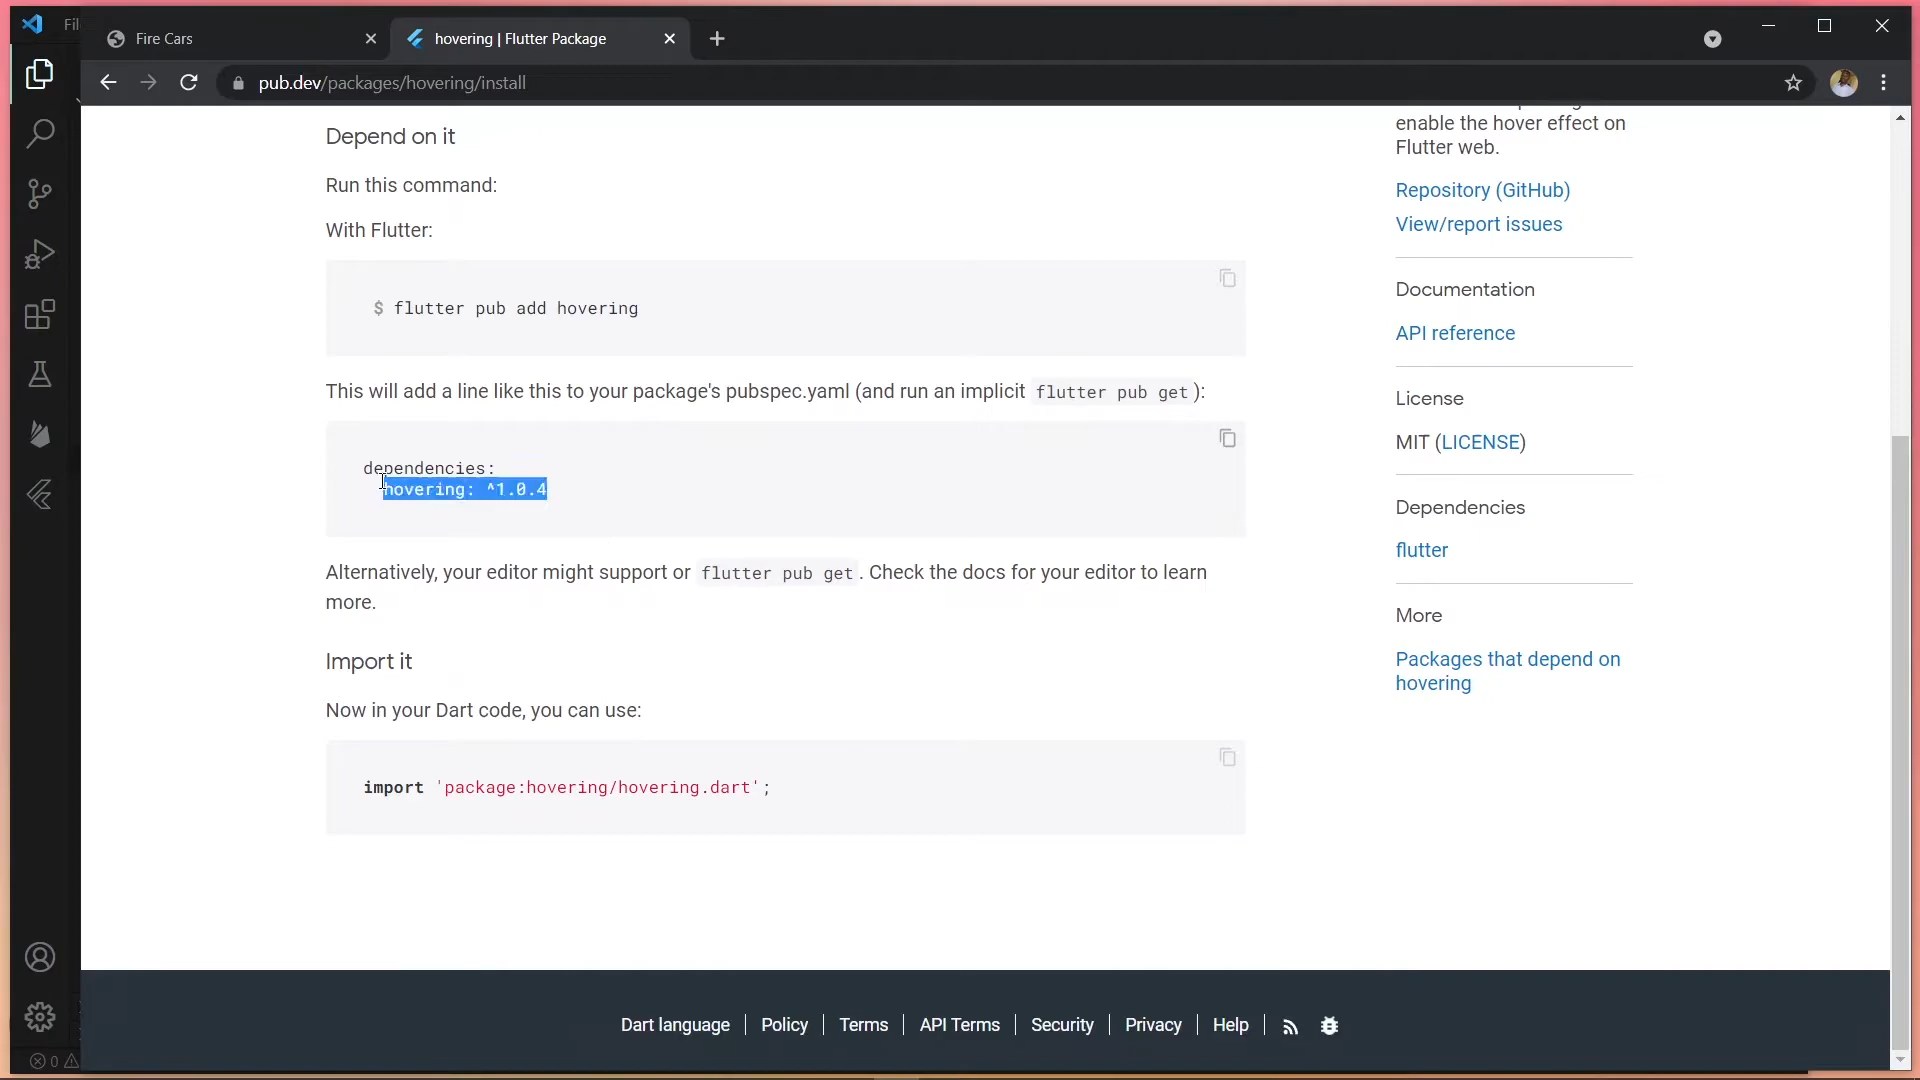 Fil
Fire Cars
hovering | Flutter Package
pub.dev/packages/hovering/install
Depend on it
Run this command:
With Flutter:
$ flutter pub add hovering
This will add a line like this to your package's pubspec.yaml (and run an implicit flutter pub get):
dependencies:
hovering: ^1.0.4
Alternatively, your editor might support or flutter pub get. Check the docs for your editor to learn
more.
Import it
Now in your Dart code, you can use:
import 'package:hovering/hovering.dart';
enable the hover effect on
Flutter web.
Repository (GitHub)
View/report issues
Documentation
API reference
License
MIT (LICENSE)
Dependencies
flutter
More
Packages that depend on
hovering
Dart language | Policy | Terms | API Terms | Security | Privacy | Help
0